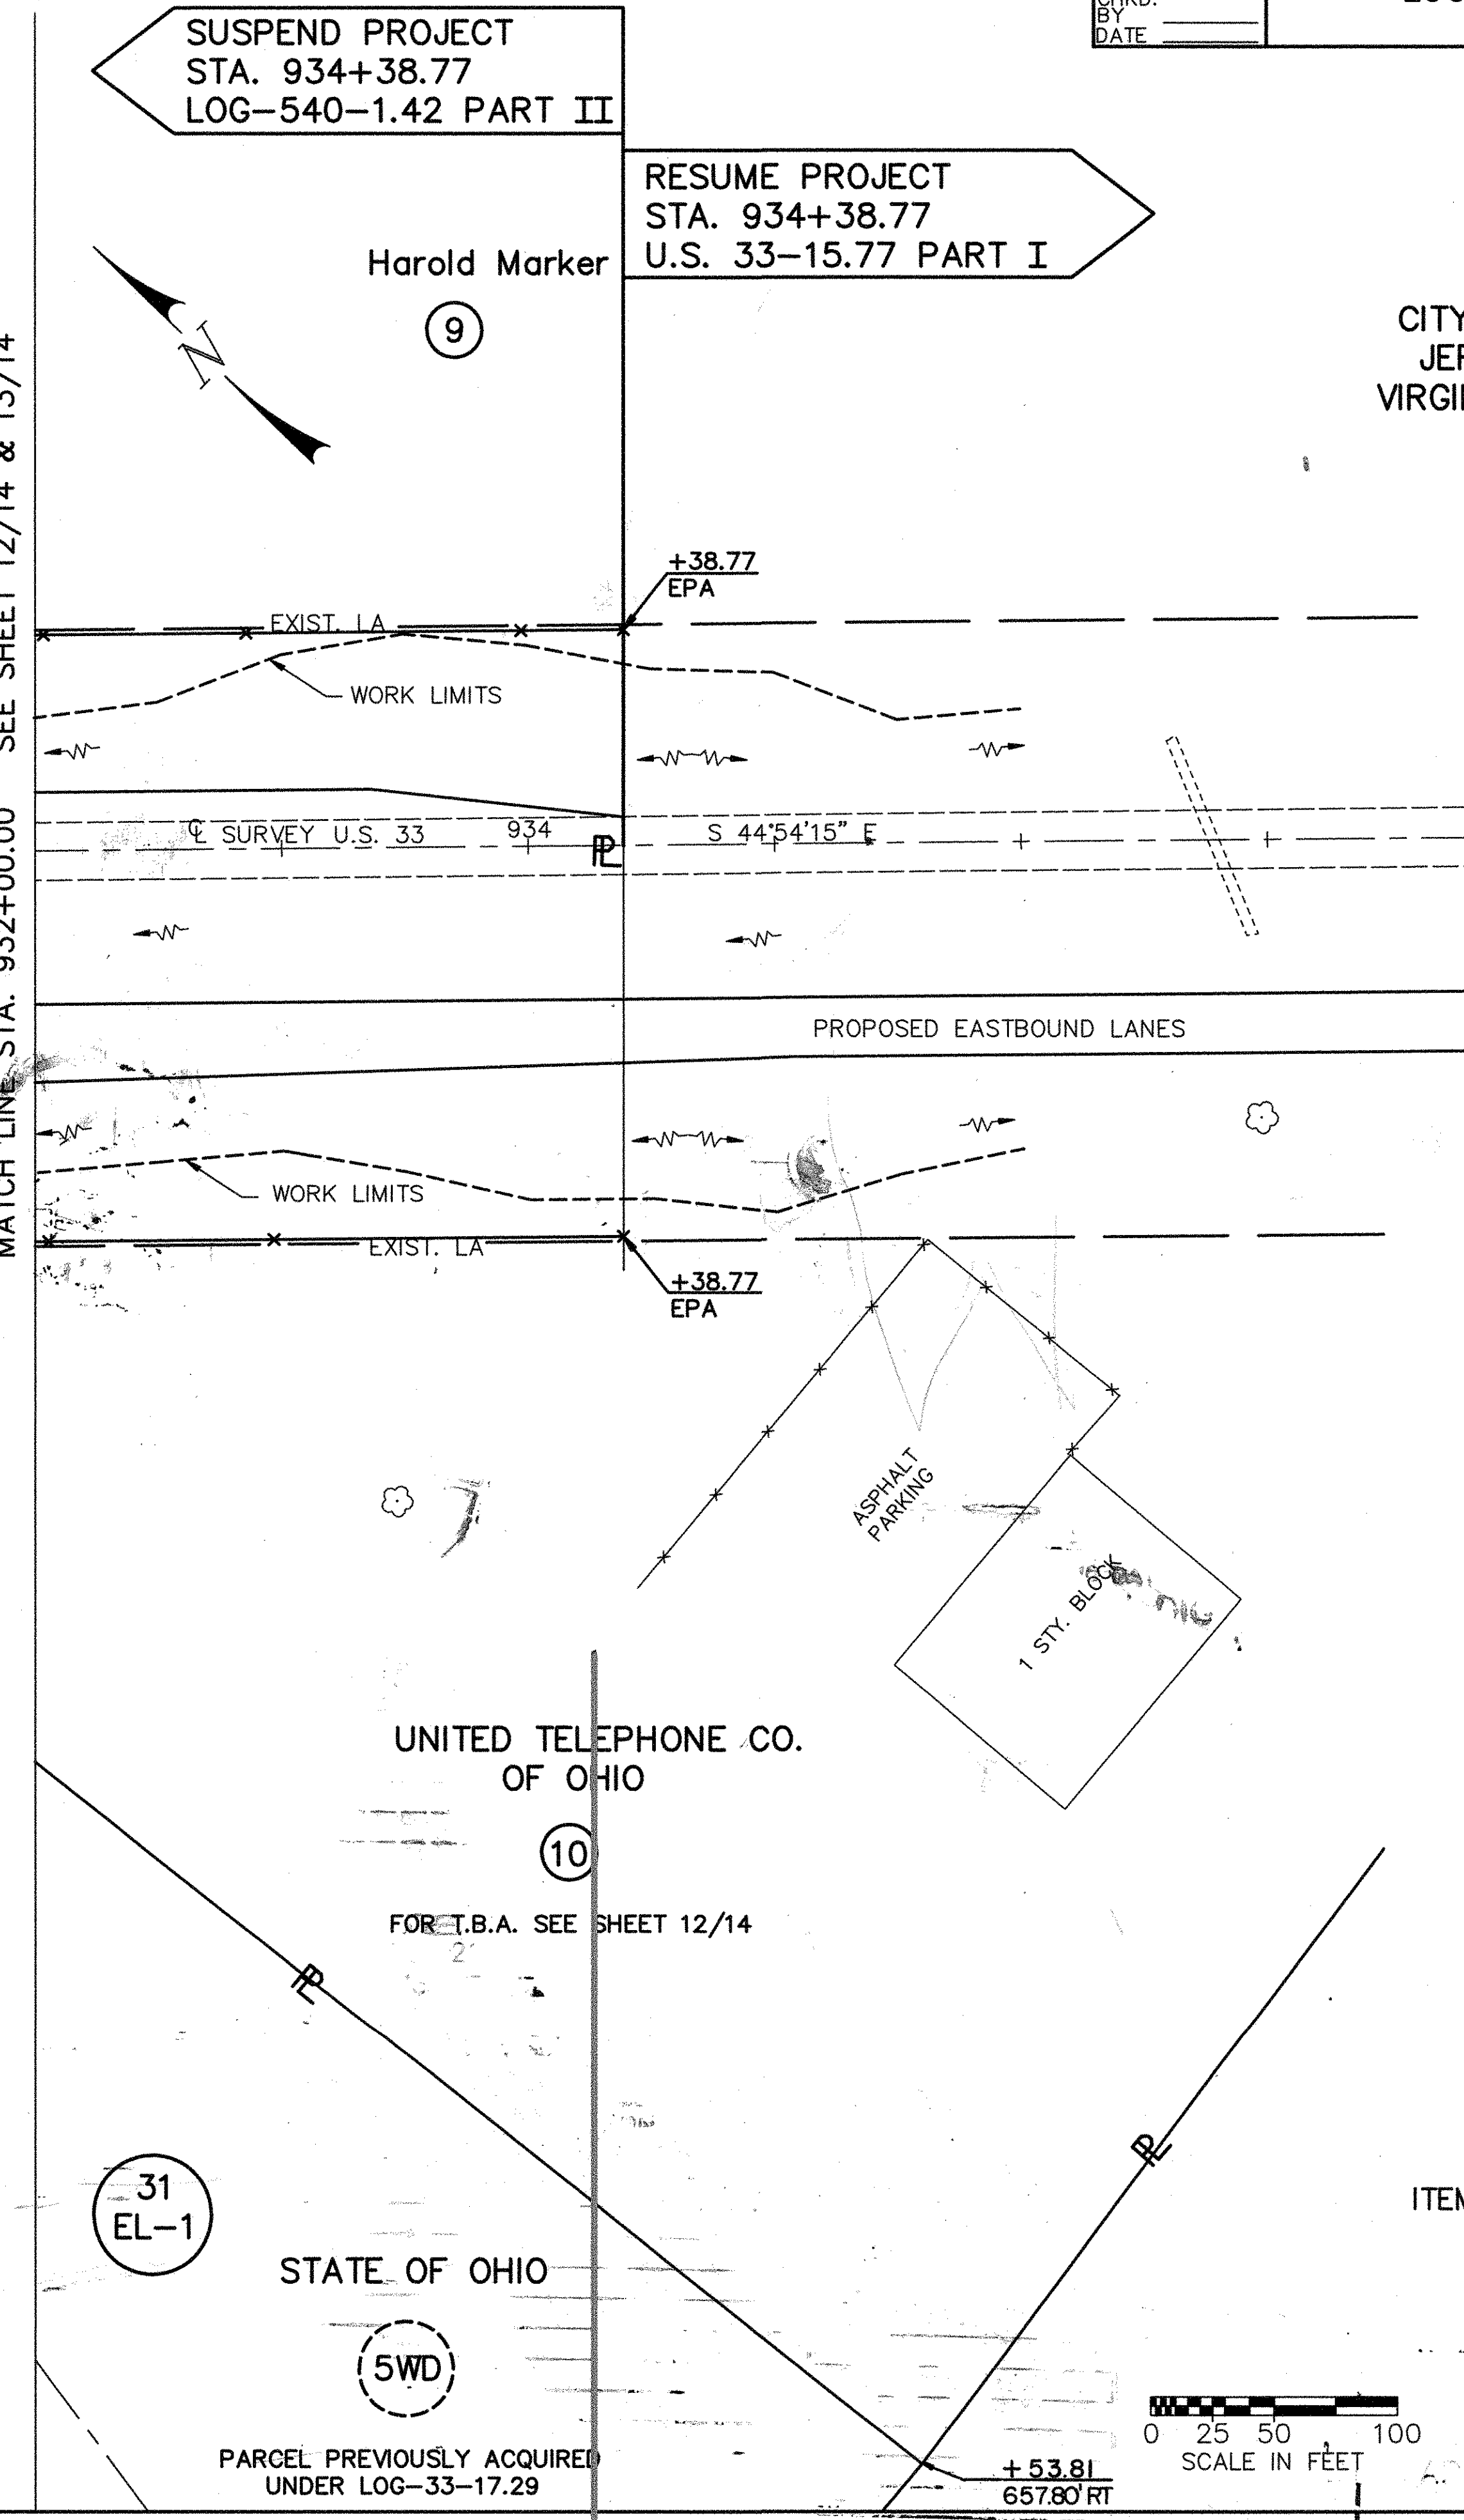 BY
DATE
SUSPEND PROJECT
STA. 934+38.77
LOG-540-1.42 PART II
RESUME PROJECT
STA. 934+38.77
U.S. 33-15.77 PART I
Harold Marker
9
N
MATCH LINE STA. 932+00.00 SEE SHEET 12/14 & 13/14
+38.77
EPA
EXIST. LA
WORK LIMITS
℄ SURVEY U.S. 33
934
S 44°54'15" E
PL
PROPOSED EASTBOUND LANES
WORK LIMITS
EXIST. LA
+38.77
EPA
ASPHALT
PARKING
1 STY. BLOCK
UNITED TELEPHONE CO.
OF OHIO
10
FOR T.B.A. SEE SHEET 12/14
PL
PL
31
EL-1
STATE OF OHIO
5WD
PARCEL PREVIOUSLY ACQUIRED
UNDER LOG-33-17.29
+53.81
657.80' RT
0 25 50 100
SCALE IN FEET